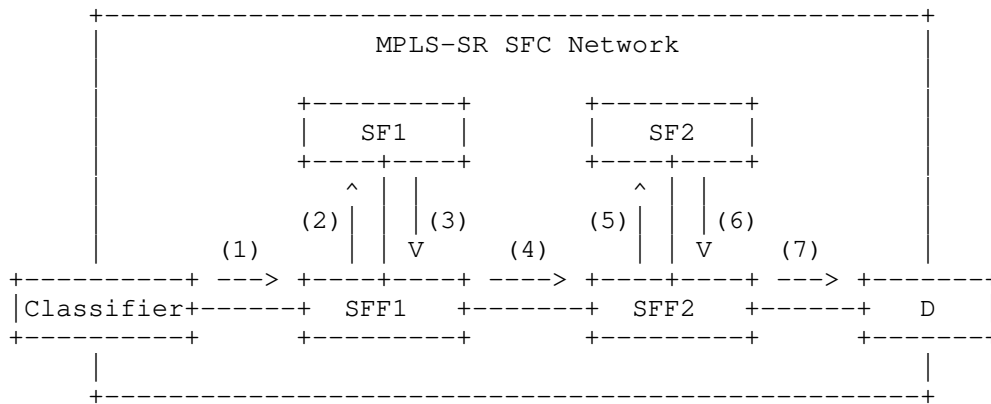 MPLS-SR SFC Network
SF1 SF2
(2) (3) (5) (6)
(1) (4) (7)
Classifier SFF1 SFF2 D